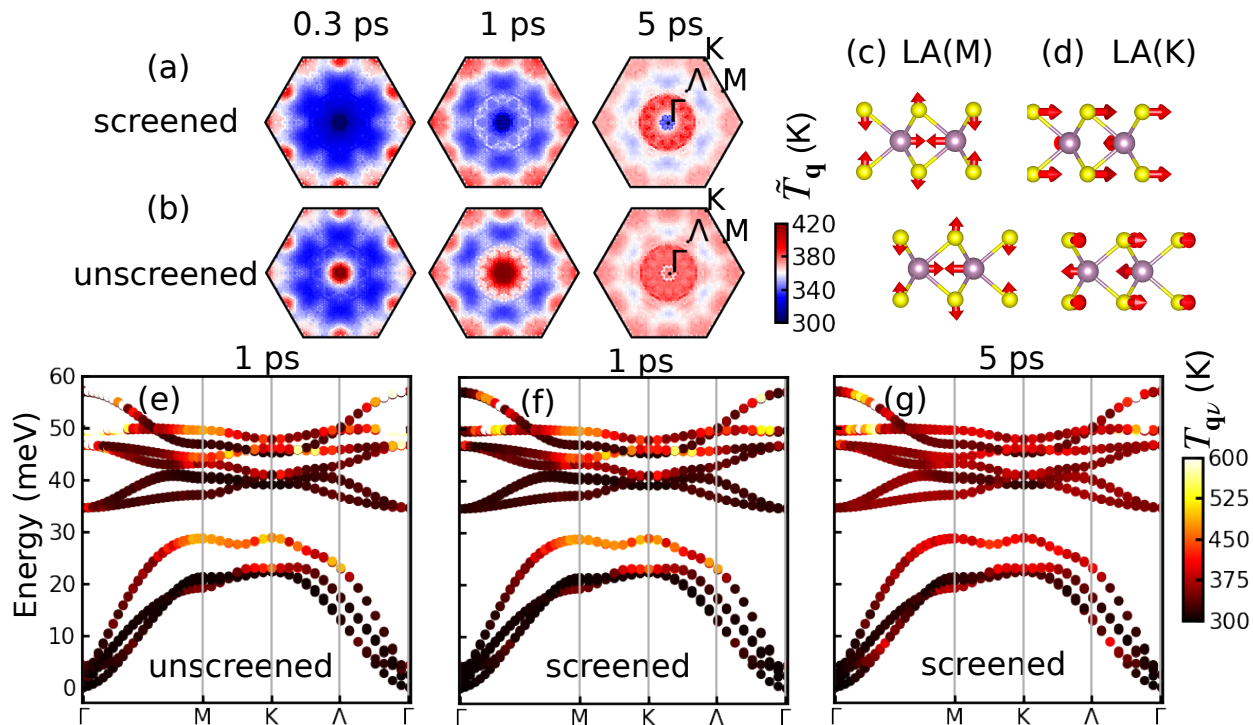 0.3 ps 1 ps 5 ps
(a) screened
K
Λ M
Γ
(b) unscreened
K
Λ M
Γ
T̃q (K)
420
380
340
300
(c) LA(M) (d) LA(K)
1 ps 1 ps 5 ps
Energy (meV)
60
50
40
30
20
10
0
(e)
unscreened
Γ M K Λ Γ
(f)
screened
Γ M K Λ Γ
(g)
screened
Γ M K Λ Γ
Tqν (K)
600
525
450
375
300